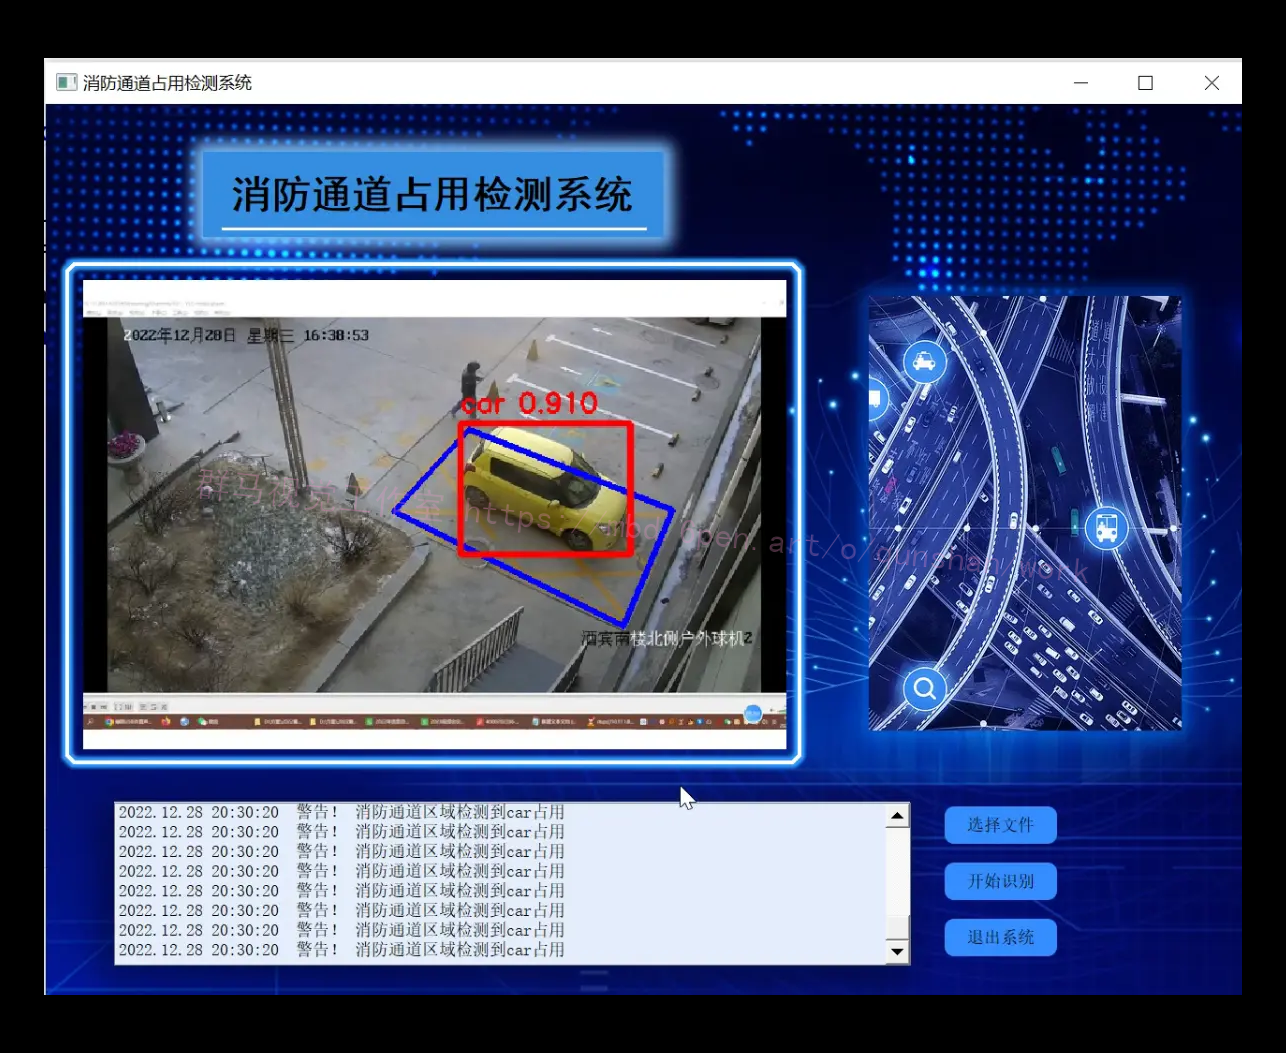 消防通道占用检测系统
消防通道占用检测系统
2022年12月28日 星期三 16:38:53
car 0.910
群马夜与工作室 https://mbd.open.art/o/qunshan_work
酒宾南楼北侧户外球机2
2022.12.28 20:30:20 警告! 消防通道区域检测到car占用
2022.12.28 20:30:20 警告! 消防通道区域检测到car占用
2022.12.28 20:30:20 警告! 消防通道区域检测到car占用
2022.12.28 20:30:20 警告! 消防通道区域检测到car占用
2022.12.28 20:30:20 警告! 消防通道区域检测到car占用
2022.12.28 20:30:20 警告! 消防通道区域检测到car占用
2022.12.28 20:30:20 警告! 消防通道区域检测到car占用
2022.12.28 20:30:20 警告! 消防通道区域检测到car占用
选择文件
开始识别
退出系统